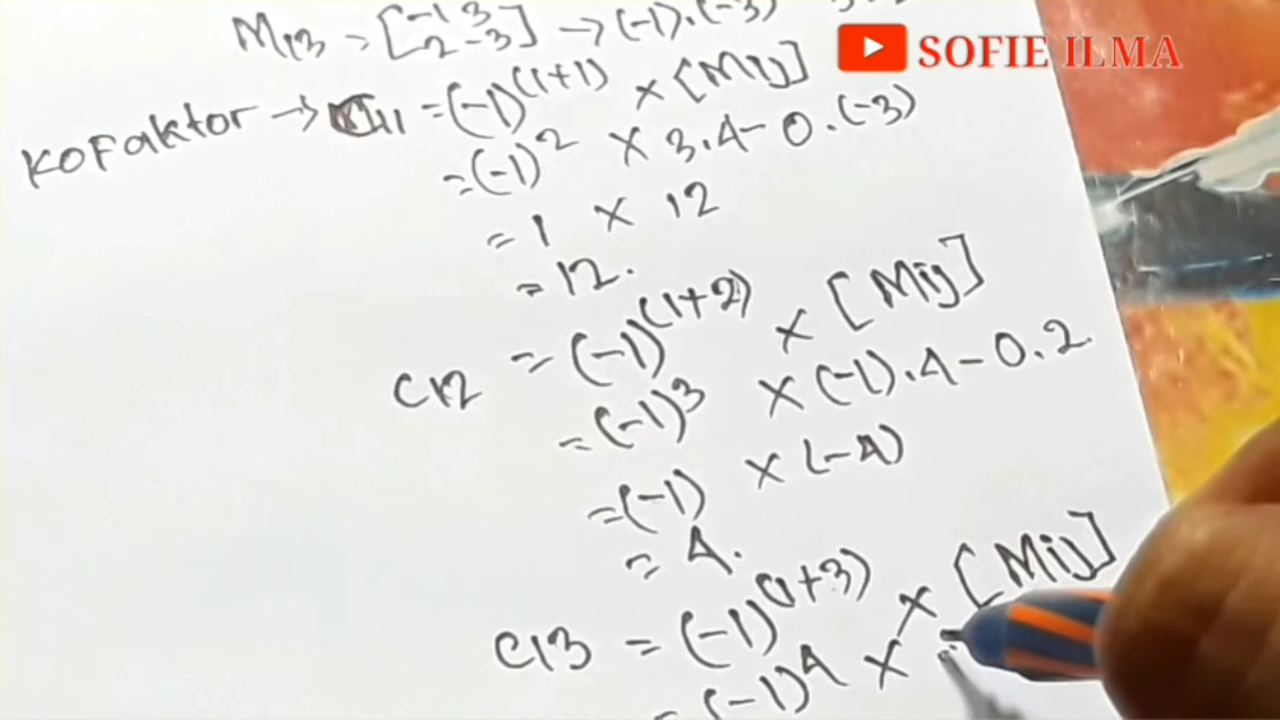 SOFIE ILMA
M13 = [-1 3
2 -3] → (-1).(-3)
KOFaktor → C11 = (-1)^(1+1) × [Mij]
= (-1)^2 × 3.4 - 0.(-3)
= 1 × 12
= 12.
C12 = (-1)^(1+2) × [Mij]
= (-1)^3 × (-1).4 - 0.2
= (-1) × (-4)
= 4.
C13 = (-1)^(1+3) × [Mij]
= (-1)^4 ×